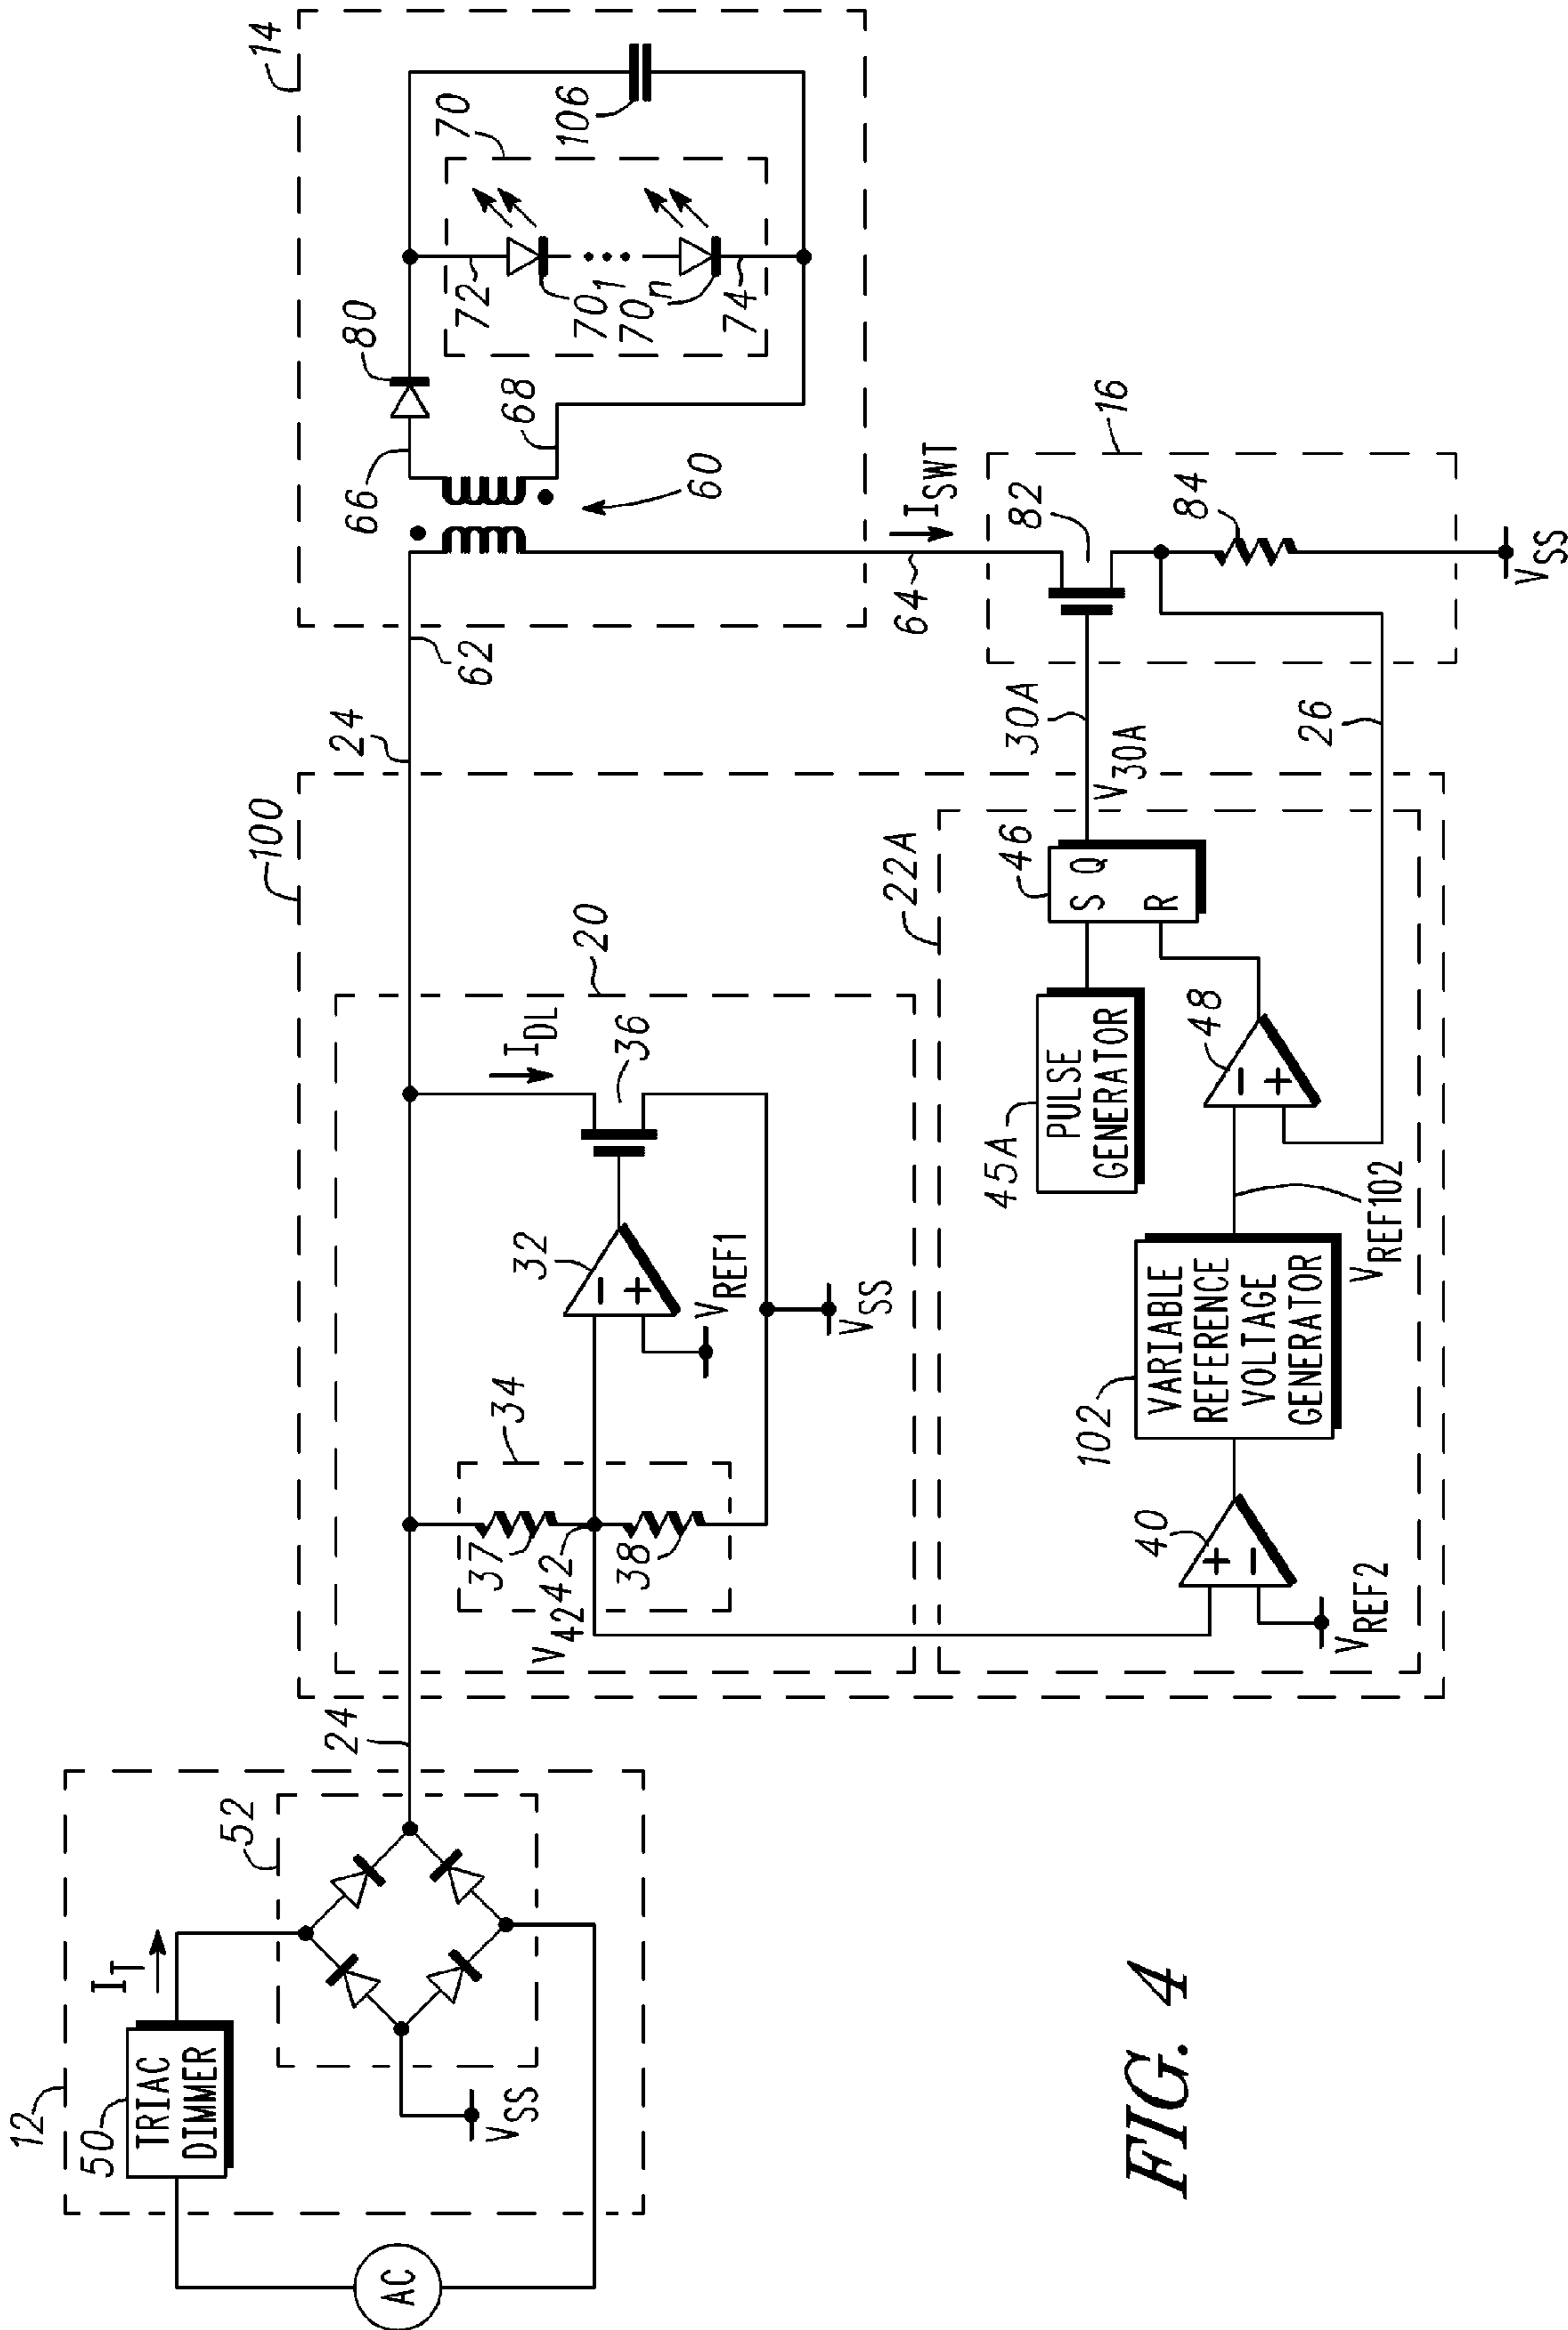 12
50
TRIAC
DIMMER
I_T
AC
V_SS
52
24
100
24
20
34
37
42
V_42
38
32
−
+
V_REF1
I_DL
36
V_SS
22A
45A
PULSE
GENERATOR
46
S Q
R
V_30A
30A
40
+
−
V_REF2
102
VARIABLE
REFERENCE
VOLTAGE
GENERATOR
V_REF102
48
−
+
26
14
62
66
80
68
60
64
I_SWT
70
72
70_1
70_n
74
106
16
82
84
V_SS
FIG. 4